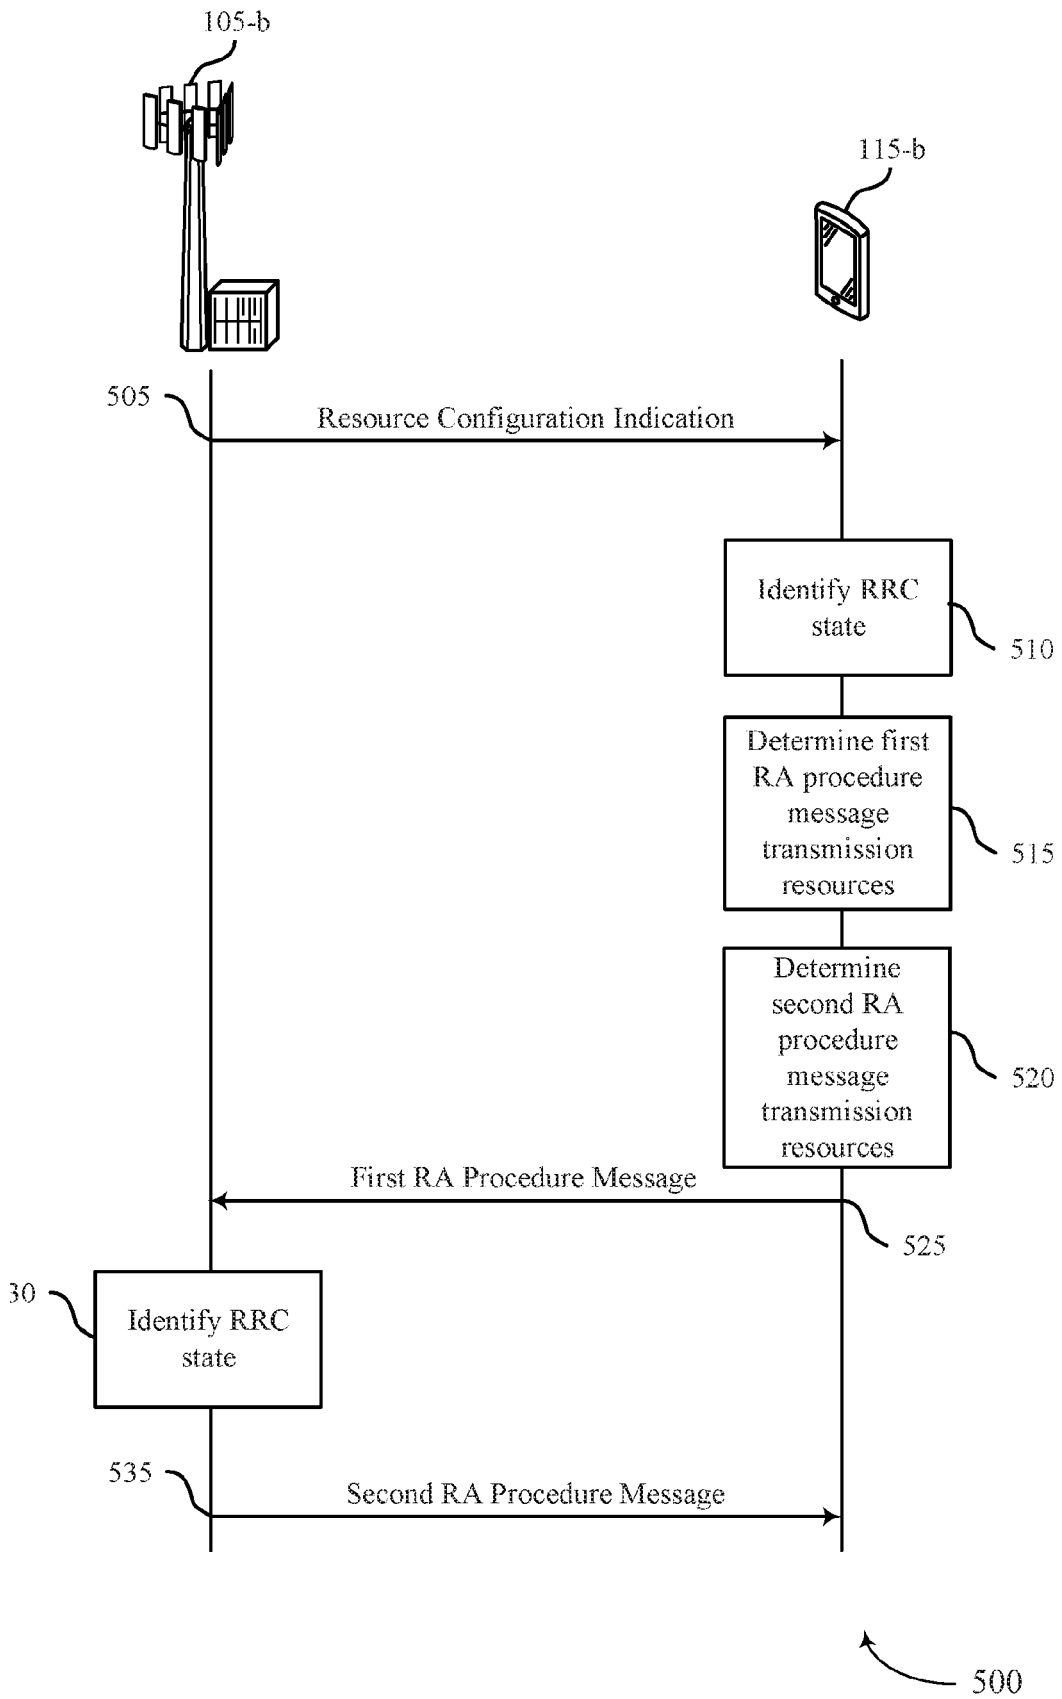 105-b
115-b
505
Resource Configuration Indication
Identify RRC
state
510
Determine first
RA procedure
message
transmission
resources
515
Determine
second RA
procedure
message
transmission
resources
520
First RA Procedure Message
525
30
Identify RRC
state
535
Second RA Procedure Message
500